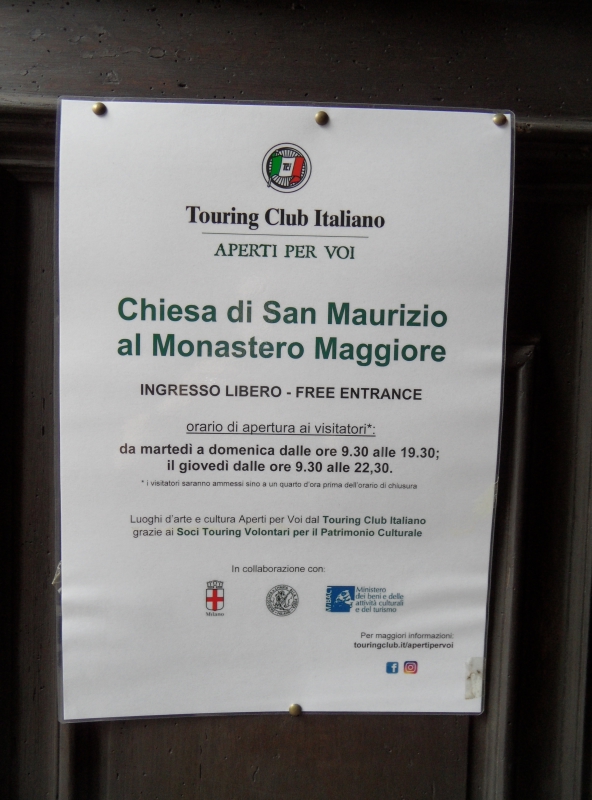 TCI
Touring Club Italiano
APERTI PER VOI
Chiesa di San Maurizio
al Monastero Maggiore
INGRESSO LIBERO - FREE ENTRANCE
orario di apertura ai visitatori*:
da martedì a domenica dalle ore 9.30 alle 19.30;
il giovedì dalle ore 9.30 alle 22,30.
* i visitatori saranno ammessi sino a un quarto d'ora prima dell'orario di chiusura
Luoghi d'arte e cultura Aperti per Voi dal Touring Club Italiano
grazie ai Soci Touring Volontari per il Patrimonio Culturale
In collaborazione con:
Milano
MiBACT
Ministero
dei beni e delle
attività culturali
e del turismo
Per maggiori informazioni:
touringclub.it/apertipervoi